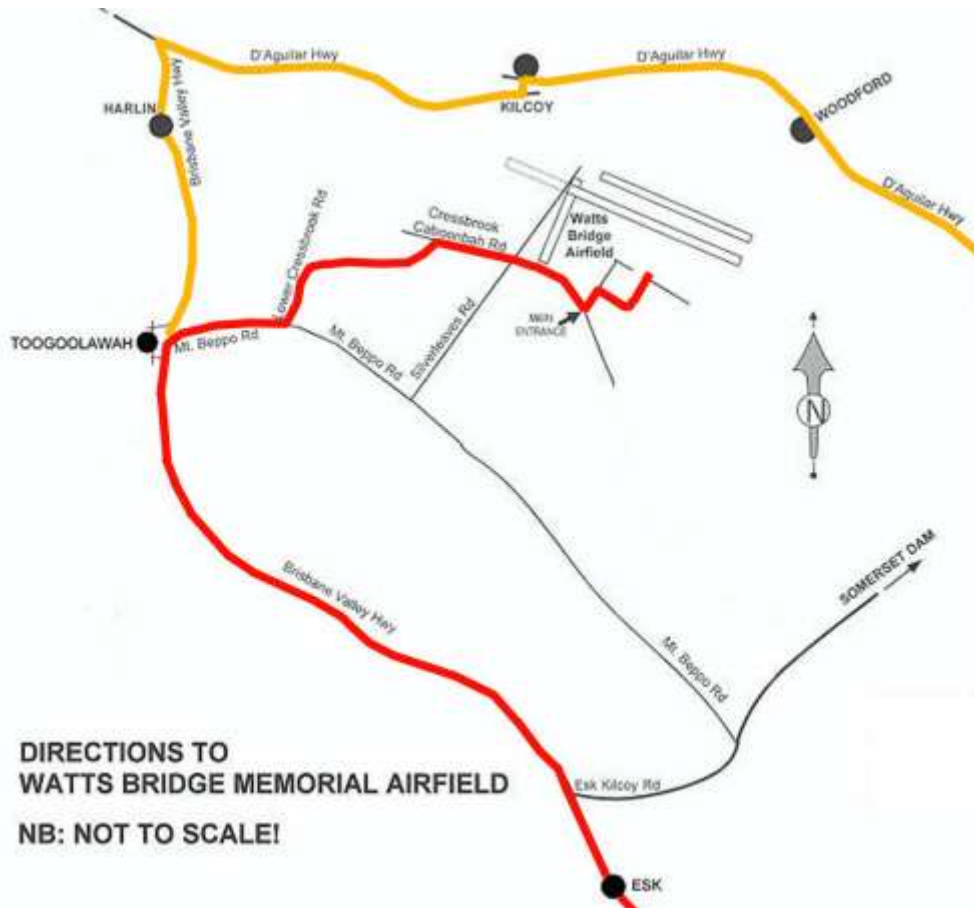 D'Aguilar Hwy
D'Aguilar Hwy
KILCOY
WOODFORD
HARLIN
Brisbane Valley Hwy
D'Aguilar Hwy
Lower Cressbrook Rd
Cressbrook
Caboonbah Rd
Watts
Bridge
Airfield
ENTRANCE
TOOGOOLAWAH
Mt. Beppo Rd
Mt. Beppo Rd
Silverleaves Rd
N
Brisbane Valley Hwy
SOMERSET DAM
Mt. Beppo Rd
DIRECTIONS TO
WATTS BRIDGE MEMORIAL AIRFIELD
NB: NOT TO SCALE!
Esk Kilcoy Rd
ESK